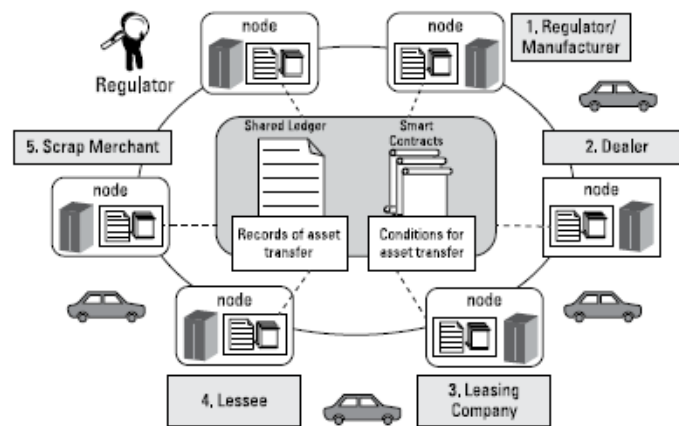 node
node
1. Regulator/
Manufacturer
Regulator
Shared Ledger
Smart
Contracts
5. Scrap Merchant
2. Dealer
node
node
Records of asset
transfer
Conditions for
asset transfer
node
node
4. Lessee
3. Leasing
Company